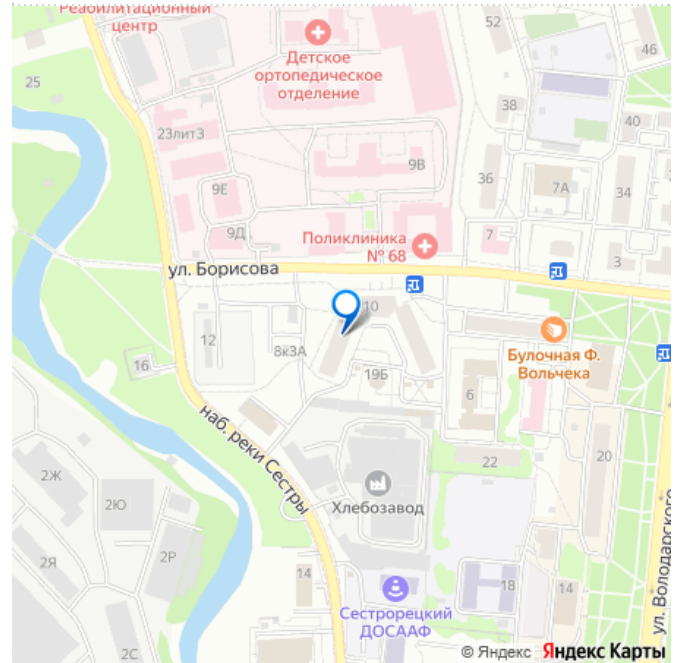 Реабилитационный
центр
52
46
Детское
ортопедическое
отделение
25
38
40
23лит3
9В
36
7А
34
9Е
9Д
Поликлиника
№ 68
7
3
ул. Борисова
10
12
8к3А
Булочная Ф.
Вольчека
16
19Б
6
наб. реки Сестры
22
20
2Ж
2Ю
Хлебозавод
2Я
2Р
14
18
14
Сестрорецкий
ДОСААФ
ул. Володарского
2С
© Яндекс Яндекс Карты